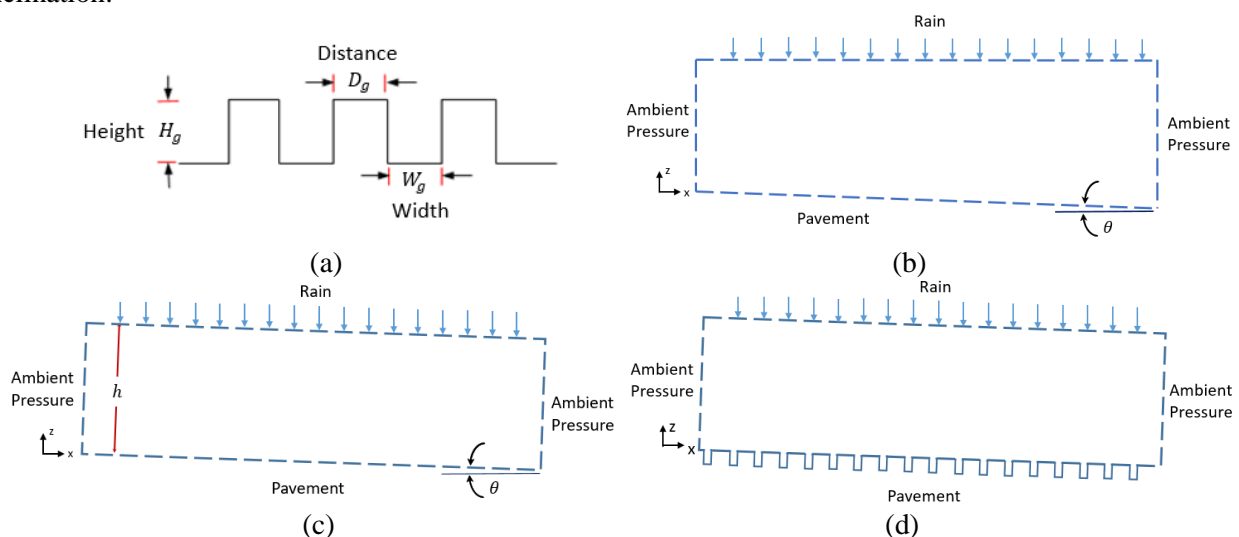 Distance
D_g
Height H_g
W_g
Width
(a)
Rain
Ambient
Pressure
Ambient
Pressure
z
x
Pavement
θ
(b)
Rain
Ambient
Pressure
h
Ambient
Pressure
z
x
Pavement
θ
(c)
Rain
Ambient
Pressure
Ambient
Pressure
z
x
Pavement
(d)